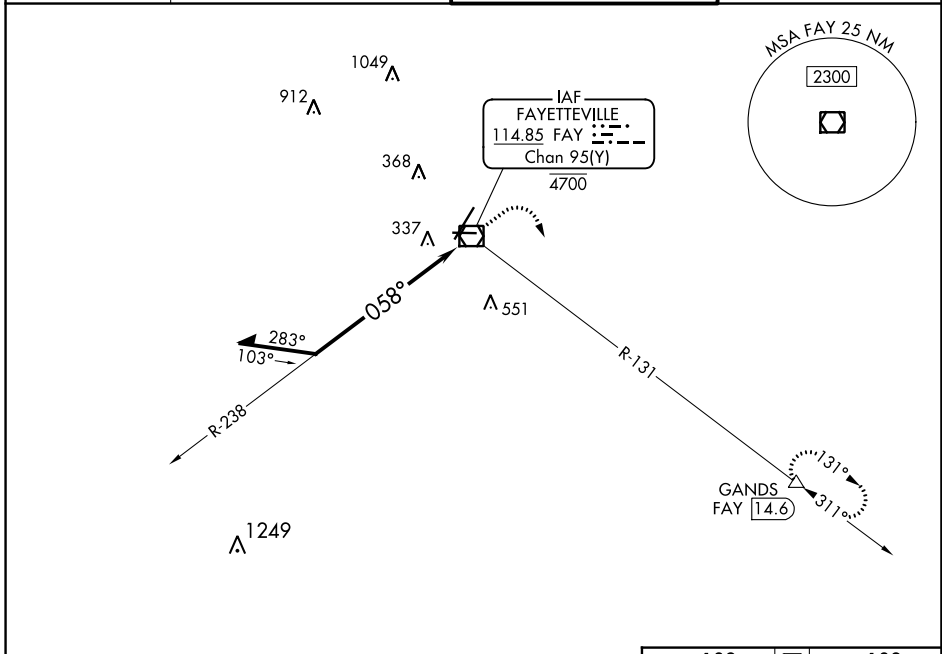 MSA FAY 25 NM
2300
1049
912
IAF
FAYETTEVILLE
114.85 FAY
Chan 95(Y)
4700
368
337
551
058°
283°
103°
R-238
R-131
GANDS
FAY 14.6
131°
311°
1249